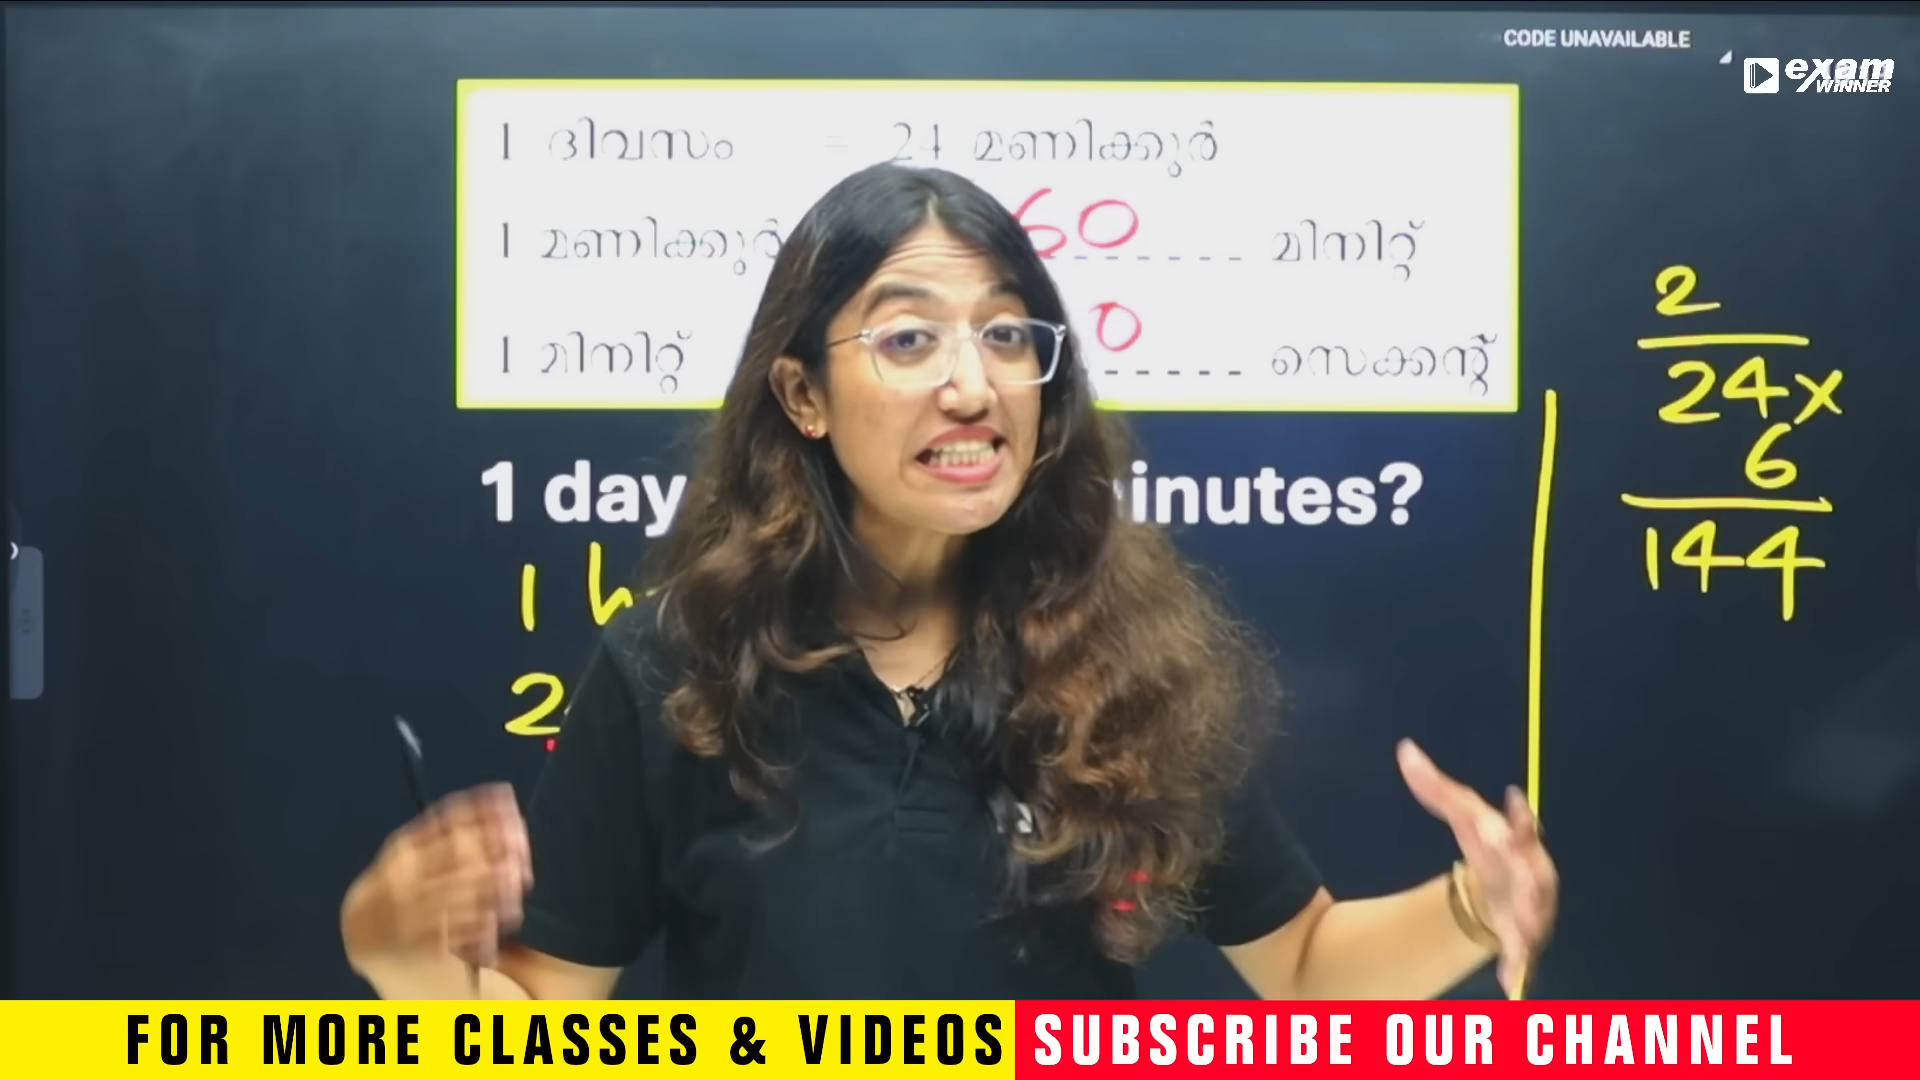 CODE UNAVAILABLE
exam
WINNER
1 ദിവസം = 24 മണിക്കൂർ
1 മണിക്കൂർ 60 ------ മിനിറ്റ്
1 മിനിറ്റ് 0 ------ സെക്കന്റ്
1 day inutes?
1 h
2
2
24x
6
144
FOR MORE CLASSES & VIDEOS SUBSCRIBE OUR CHANNEL